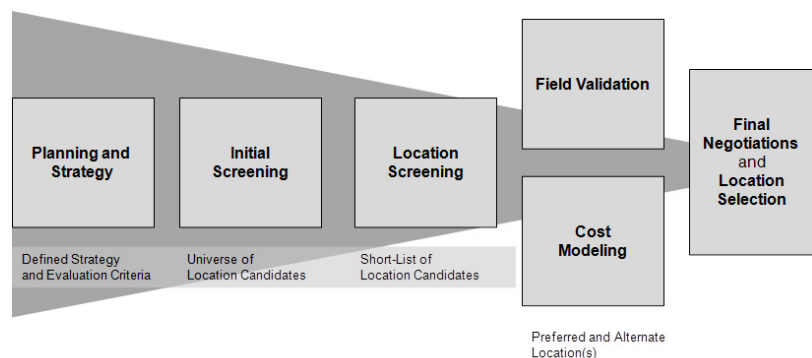 Planning and
Strategy
Initial
Screening
Location
Screening
Field Validation
Cost
Modeling
Final
Negotiations
and
Location
Selection
Defined Strategy
and Evaluation Criteria
Universe of
Location Candidates
Short-List of
Location Candidates
Preferred and Alternate
Location(s)